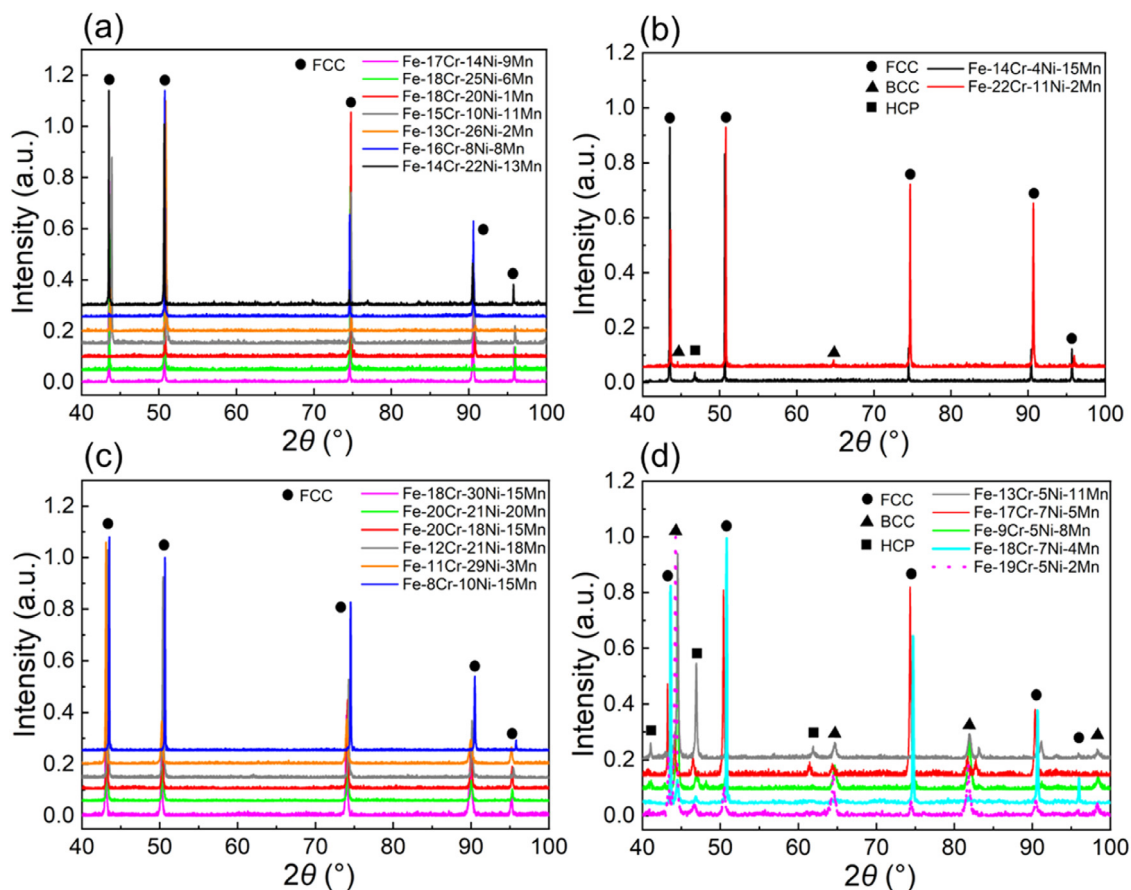 (a)
Intensity (a.u.)
1.2
1.0
0.8
0.6
0.4
0.2
0.0
FCC
Fe-17Cr-14Ni-9Mn
Fe-18Cr-25Ni-6Mn
Fe-18Cr-20Ni-1Mn
Fe-15Cr-10Ni-11Mn
Fe-13Cr-26Ni-2Mn
Fe-16Cr-8Ni-8Mn
Fe-14Cr-22Ni-13Mn
40 50 60 70 80 90 100
2θ (°)
(b)
Intensity (a.u.)
1.2
1.0
0.8
0.6
0.4
0.2
0.0
FCC
BCC
HCP
Fe-14Cr-4Ni-15Mn
Fe-22Cr-11Ni-2Mn
40 50 60 70 80 90 100
2θ (°)
(c)
Intensity (a.u.)
1.2
1.0
0.8
0.6
0.4
0.2
0.0
FCC
Fe-18Cr-30Ni-15Mn
Fe-20Cr-21Ni-20Mn
Fe-20Cr-18Ni-15Mn
Fe-12Cr-21Ni-18Mn
Fe-11Cr-29Ni-3Mn
Fe-8Cr-10Ni-15Mn
40 50 60 70 80 90 100
2θ (°)
(d)
Intensity (a.u.)
1.2
1.0
0.8
0.6
0.4
0.2
0.0
FCC
BCC
HCP
Fe-13Cr-5Ni-11Mn
Fe-17Cr-7Ni-5Mn
Fe-9Cr-5Ni-8Mn
Fe-18Cr-7Ni-4Mn
Fe-19Cr-5Ni-2Mn
40 50 60 70 80 90 100
2θ (°)